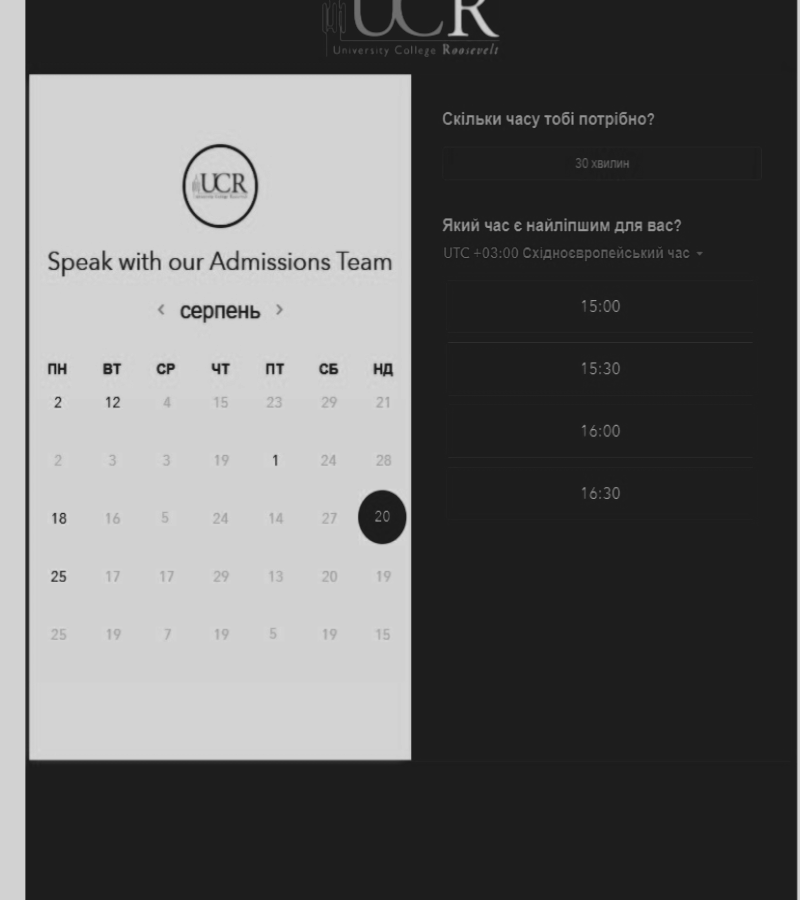 UCR
University College Roosevelt
UCR
Speak with our Admissions Team
< серпень >
ПН ВТ СР ЧТ ПТ СБ НД
2 12 4 15 23 29 21
2 3 3 19 1 24 28
18 16 5 24 14 27 20
25 17 17 29 13 20 19
25 19 7 19 5 19 15
Скільки часу тобі потрібно?
30 хвилин
Який час є найліпшим для вас?
UTC +03:00 Східноєвропейський час
15:00
15:30
16:00
16:30